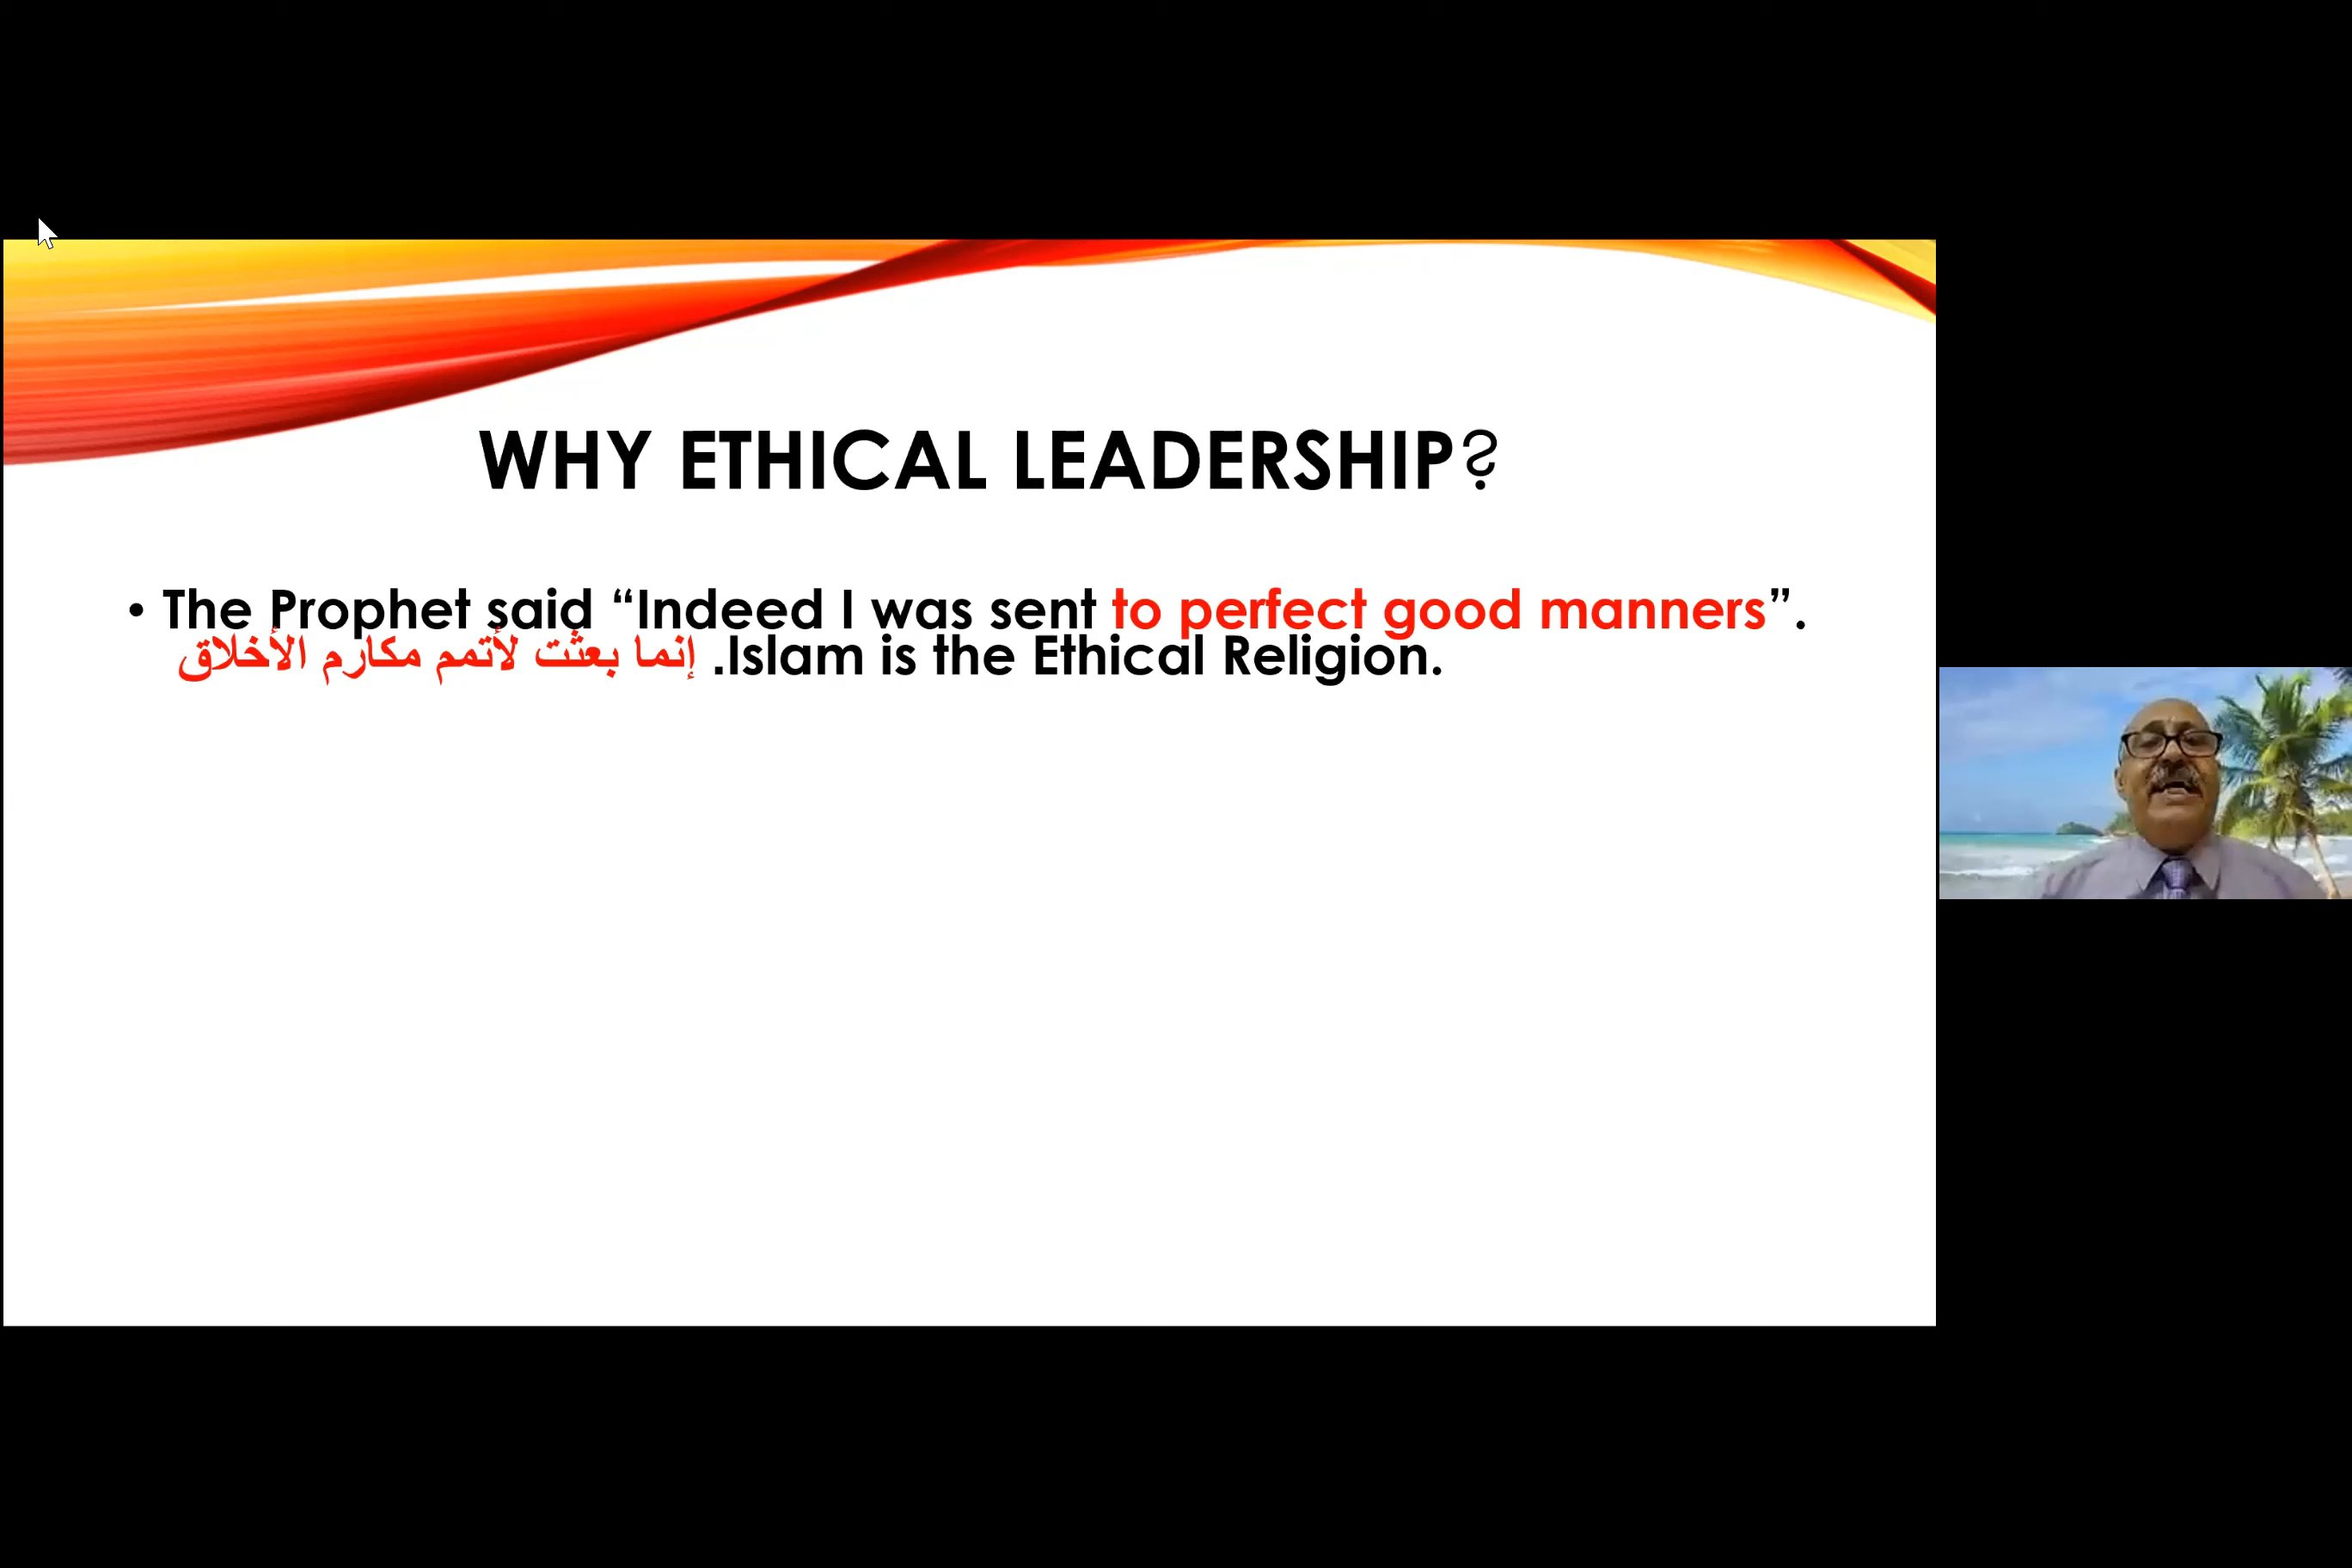 WHY ETHICAL LEADERSHIP?
• The Prophet said “Indeed I was sent to perfect good manners”.
إنما بعثت لأتمم مكارم الأخلاق .Islam is the Ethical Religion.